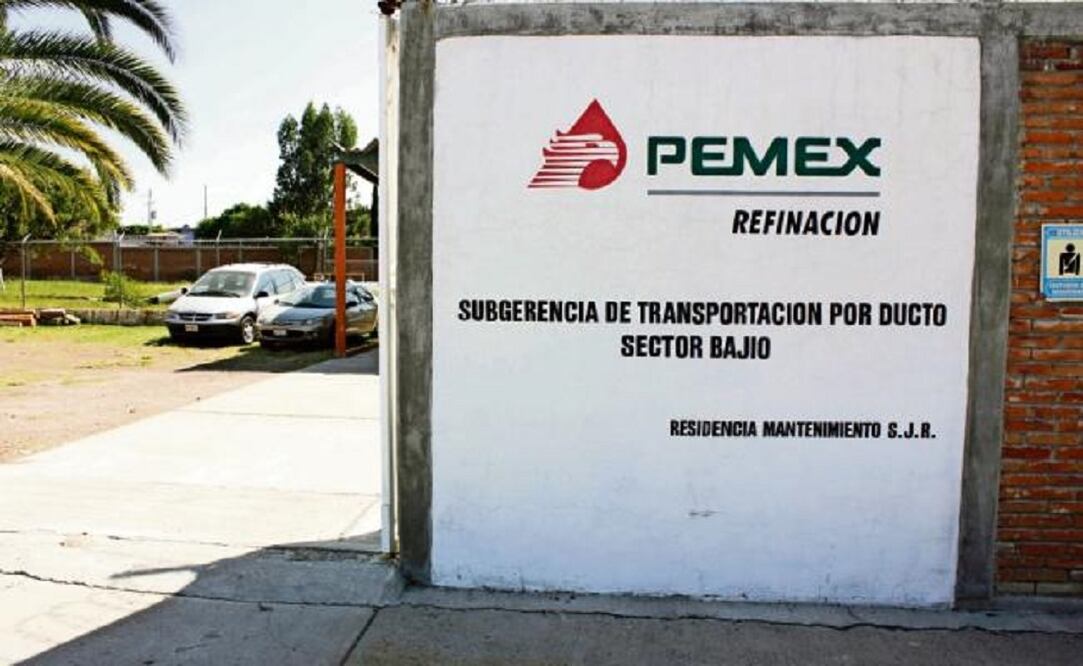 PEMEX
REFINACION
SUBGERENCIA DE TRANSPORTACION POR DUCTO
SECTOR BAJIO
RESIDENCIA MANTENIMIENTO S.J.R.